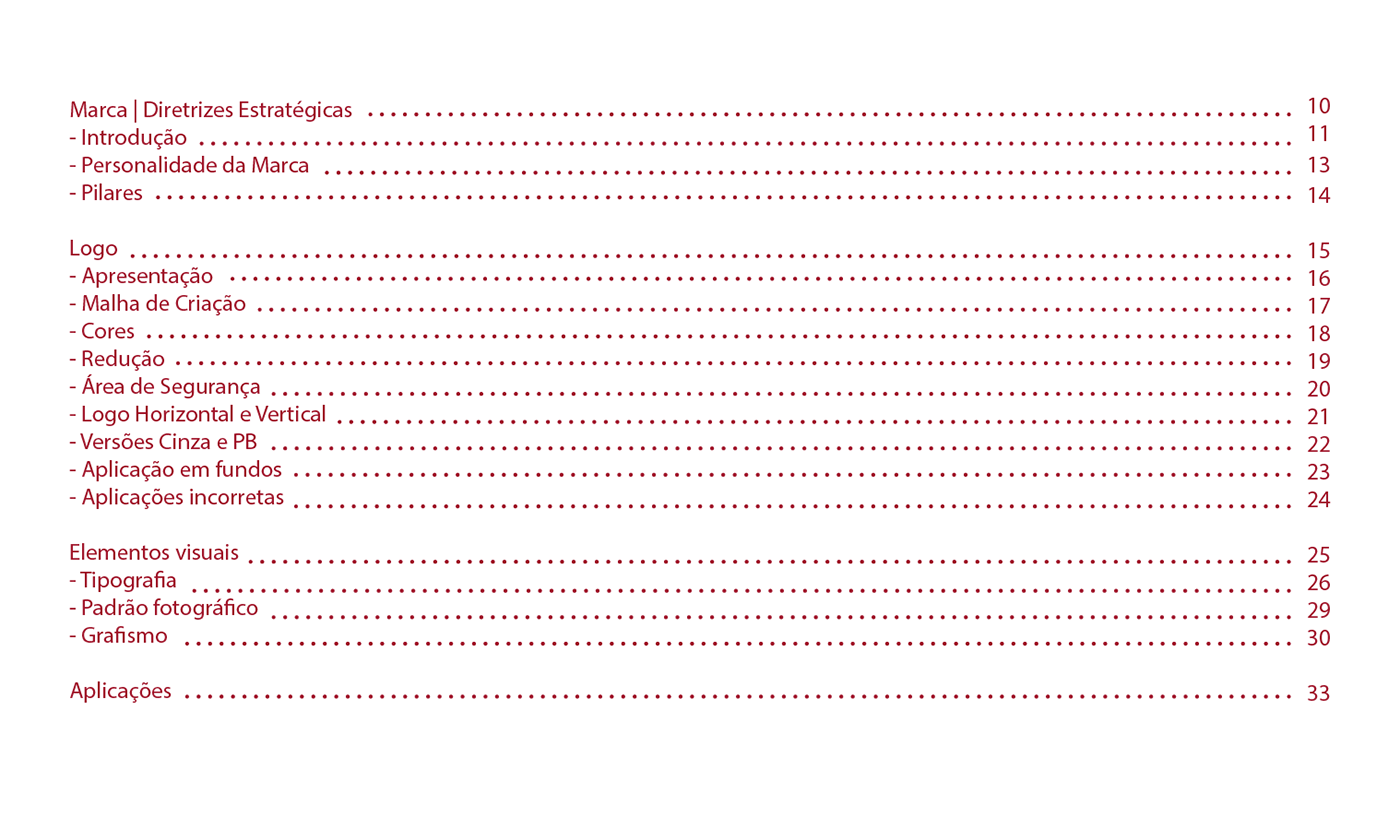 Marca | Diretrizes Estratégicas ........ 10
- Introdução ........ 11
- Personalidade da Marca ........ 13
- Pilares ........ 14
Logo ........ 15
- Apresentação ........ 16
- Malha de Criação ........ 17
- Cores ........ 18
- Redução ........ 19
- Área de Segurança ........ 20
- Logo Horizontal e Vertical ........ 21
- Versões Cinza e PB ........ 22
- Aplicação em fundos ........ 23
- Aplicações incorretas ........ 24
Elementos visuais ........ 25
- Tipografia ........ 26
- Padrão fotográfico ........ 29
- Grafismo ........ 30
Aplicações ........ 33